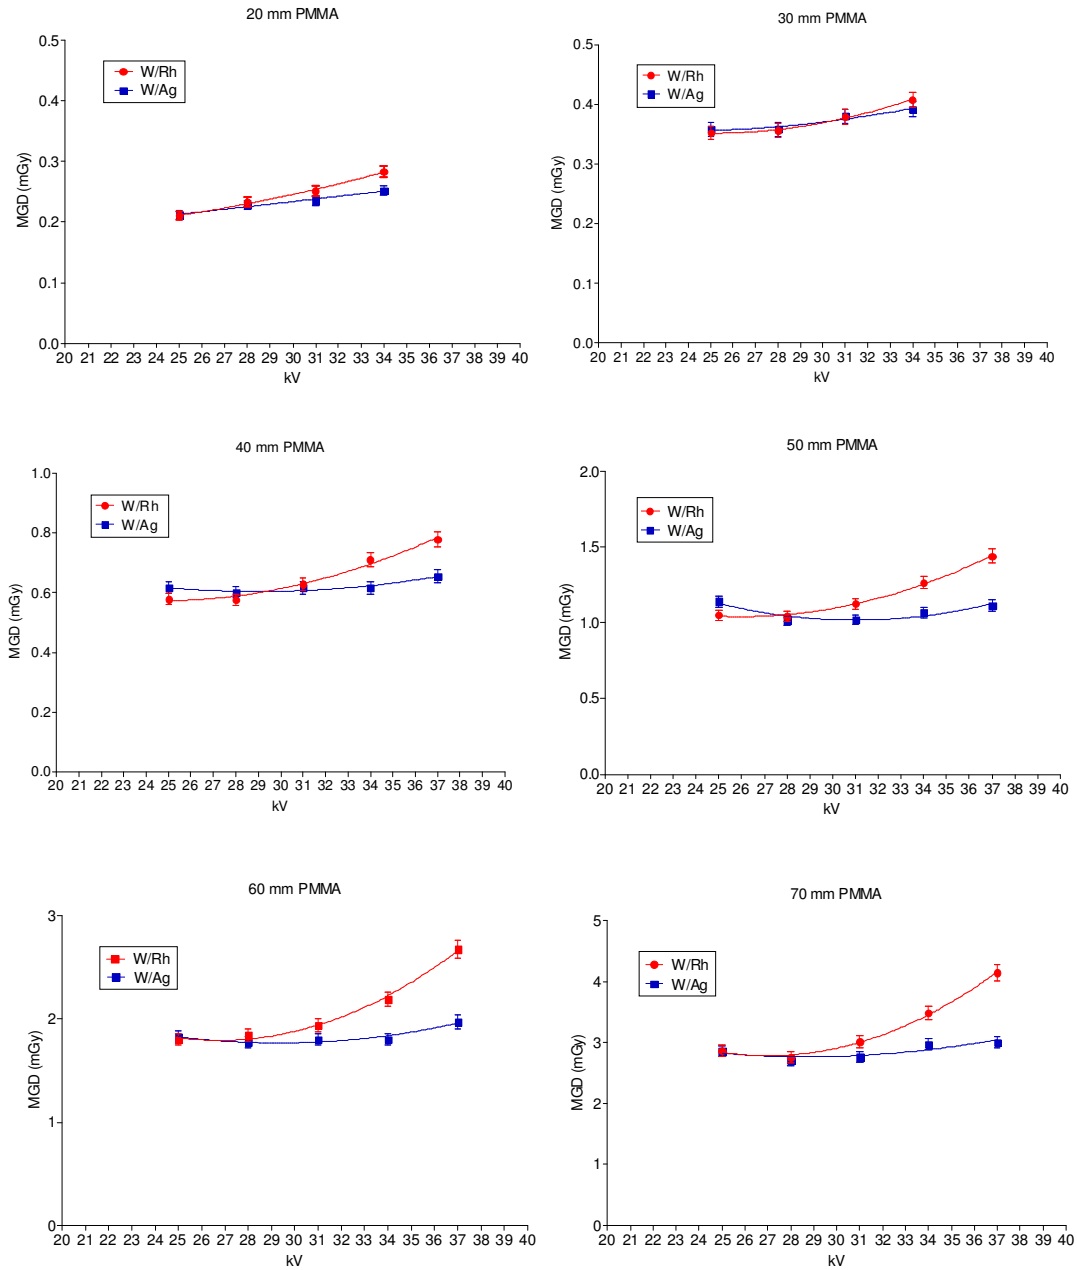 20 mm PMMA
0.5
0.4
0.3
0.2
0.1
0.0
MGD (mGy)
W/Rh
W/Ag
20 21 22 23 24 25 26 27 28 29 30 31 32 33 34 35 36 37 38 39 40
kV
30 mm PMMA
0.5
0.4
0.3
0.2
0.1
0.0
MGD (mGy)
W/Rh
W/Ag
20 21 22 23 24 25 26 27 28 29 30 31 32 33 34 35 36 37 38 39 40
kV
40 mm PMMA
1.0
0.8
0.6
0.4
0.2
0.0
MGD (mGy)
W/Rh
W/Ag
20 21 22 23 24 25 26 27 28 29 30 31 32 33 34 35 36 37 38 39 40
kV
50 mm PMMA
2.0
1.5
1.0
0.5
0.0
MGD (mGy)
W/Rh
W/Ag
20 21 22 23 24 25 26 27 28 29 30 31 32 33 34 35 36 37 38 39 40
kV
60 mm PMMA
3
2
1
0
MGD (mGy)
W/Rh
W/Ag
20 21 22 23 24 25 26 27 28 29 30 31 32 33 34 35 36 37 38 39 40
kV
70 mm PMMA
5
4
3
2
1
0
MGD (mGy)
W/Rh
W/Ag
20 21 22 23 24 25 26 27 28 29 30 31 32 33 34 35 36 37 38 39 40
kV